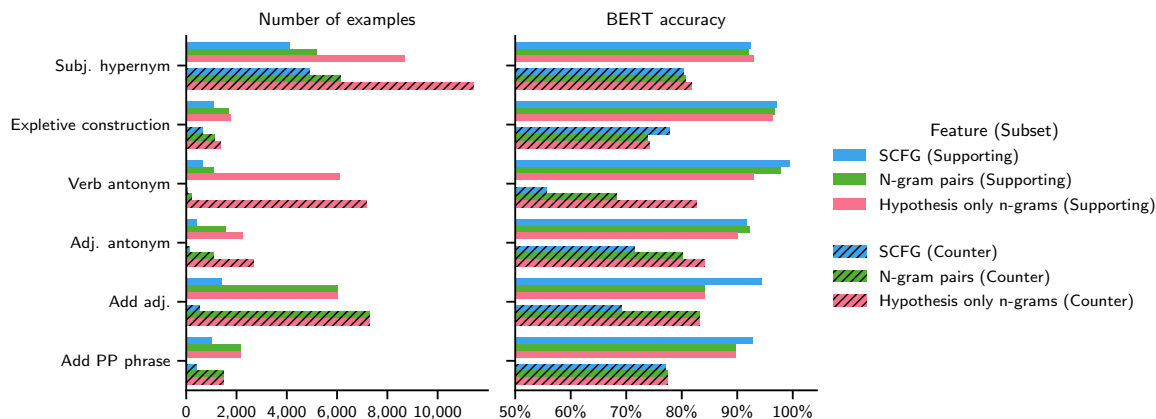 Number of examples
BERT accuracy
Subj. hypernym
Expletive construction
Verb antonym
Adj. antonym
Add adj.
Add PP phrase
0 2,000 4,000 6,000 8,000 10,000
50% 60% 70% 80% 90% 100%
Feature (Subset)
SCFG (Supporting)
N-gram pairs (Supporting)
Hypothesis only n-grams (Supporting)
SCFG (Counter)
N-gram pairs (Counter)
Hypothesis only n-grams (Counter)